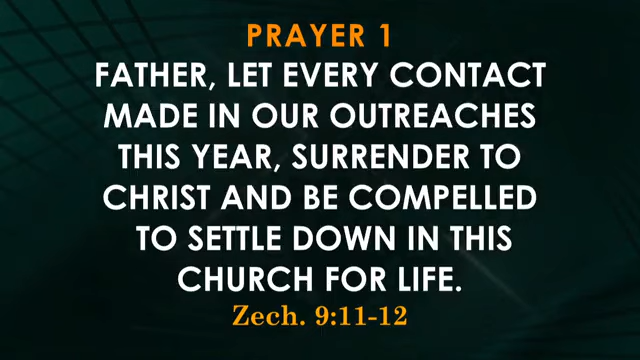 PRAYER 1
FATHER, LET EVERY CONTACT
MADE IN OUR OUTREACHES
THIS YEAR, SURRENDER TO
CHRIST AND BE COMPELLED
TO SETTLE DOWN IN THIS
CHURCH FOR LIFE.
Zech. 9:11-12